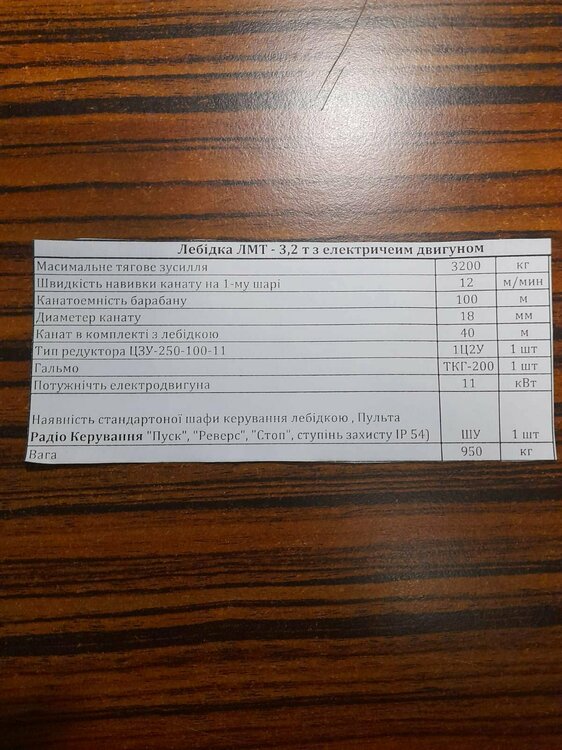 Лебідка ЛМТ - 3,2 т з електричеим двигуном
Масимальне тягове зусилля 3200 кг
Швидкість навивки канату на 1-му шарі 12 м/мин
Канатоемність барабану 100 м
Диаметер канату 18 мм
Канат в комплекті з лебідкою 40 м
Тип редуктора ЦЗУ-250-100-11 1Ц2У 1 шт
Гальмо ТКГ-200 1 шт
Потужнічть електродвигуна 11 кВт
Наявність стандартоної шафи керування лебідкою , Пульта
Радіо Керування "Пуск", "Реверс", "Стоп", ступінь захисту IP 54) ШУ 1 шт
Вага 950 кг